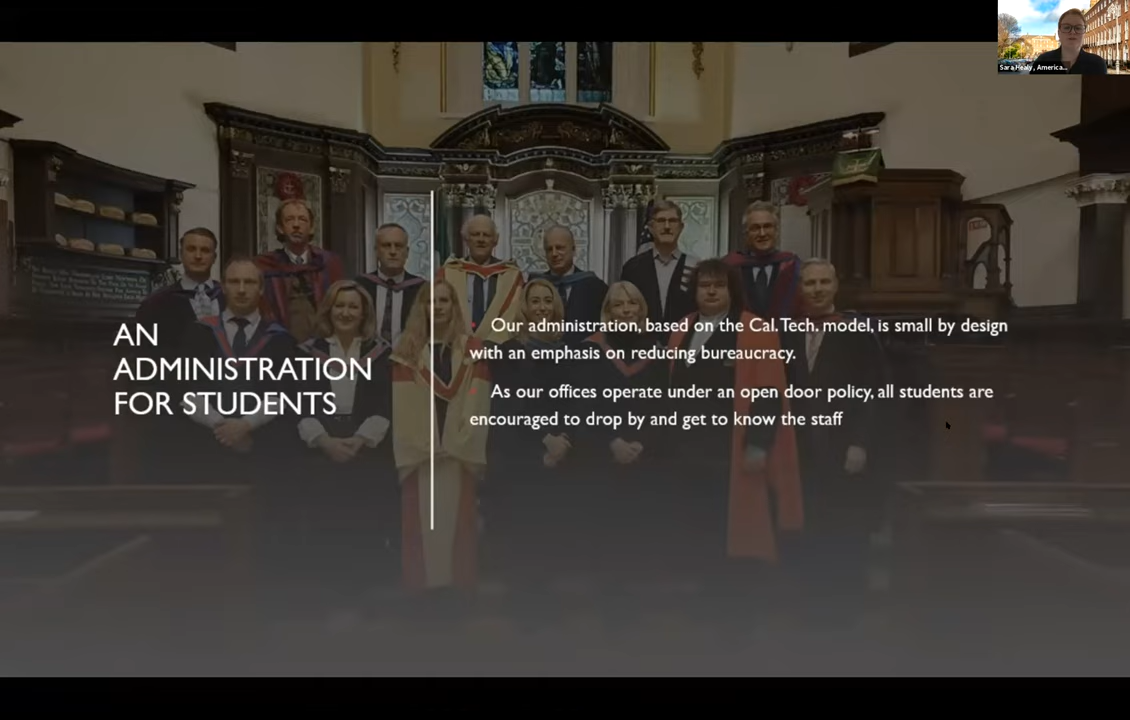 Sara Healy, America...
AN
ADMINISTRATION
FOR STUDENTS
Our administration, based on the Cal. Tech. model, is small by design
with an emphasis on reducing bureaucracy.
As our offices operate under an open door policy, all students are
encouraged to drop by and get to know the staff